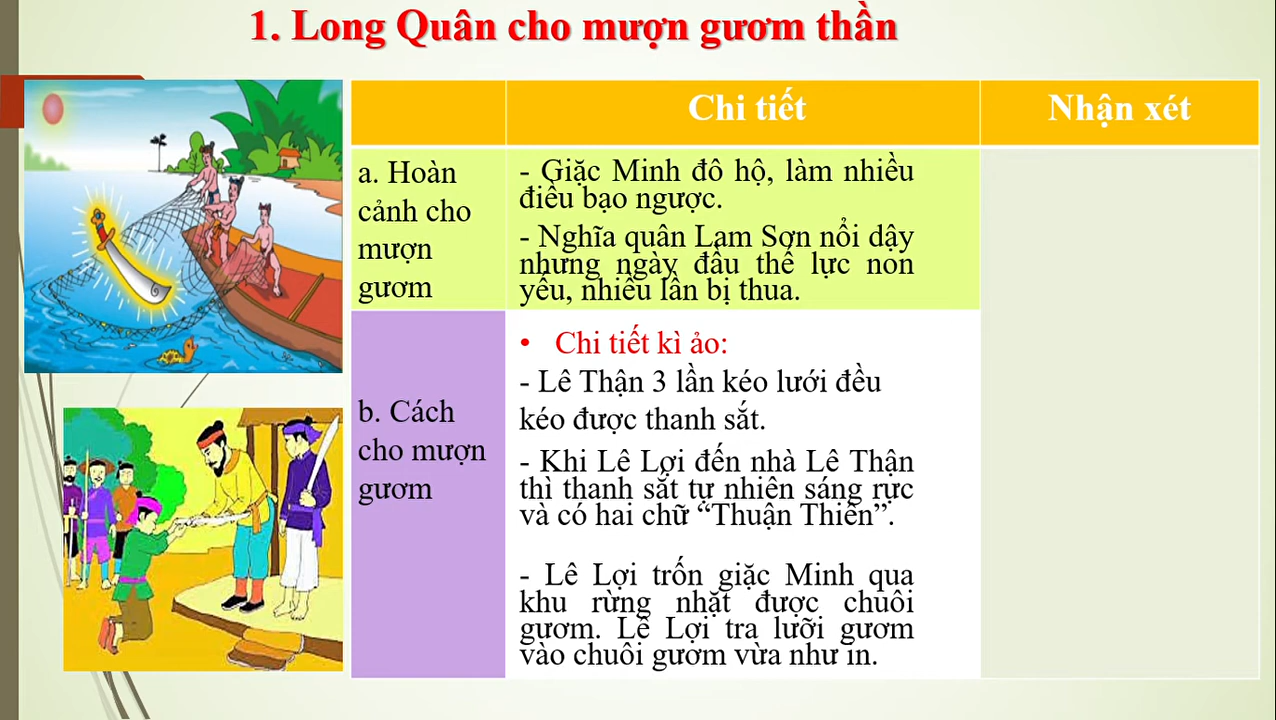 1. Long Quân cho mượn gươm thần
Chi tiết
Nhận xét
a. Hoàn
cảnh cho
mượn
gươm
- Giặc Minh đô hộ, làm nhiều
điều bạo ngược.
- Nghĩa quân Lam Sơn nổi dậy
nhưng ngày đầu thế lực non
yếu, nhiều lần bị thua.
b. Cách
cho mượn
gươm
• Chi tiết kì ảo:
- Lê Thận 3 lần kéo lưới đều
kéo được thanh sắt.
- Khi Lê Lợi đến nhà Lê Thận
thì thanh sắt tự nhiên sáng rực
và có hai chữ “Thuận Thiên”.
- Lê Lợi trốn giặc Minh qua
khu rừng nhặt được chuôi
gươm. Lê Lợi tra lưỡi gươm
vào chuôi gươm vừa như in.